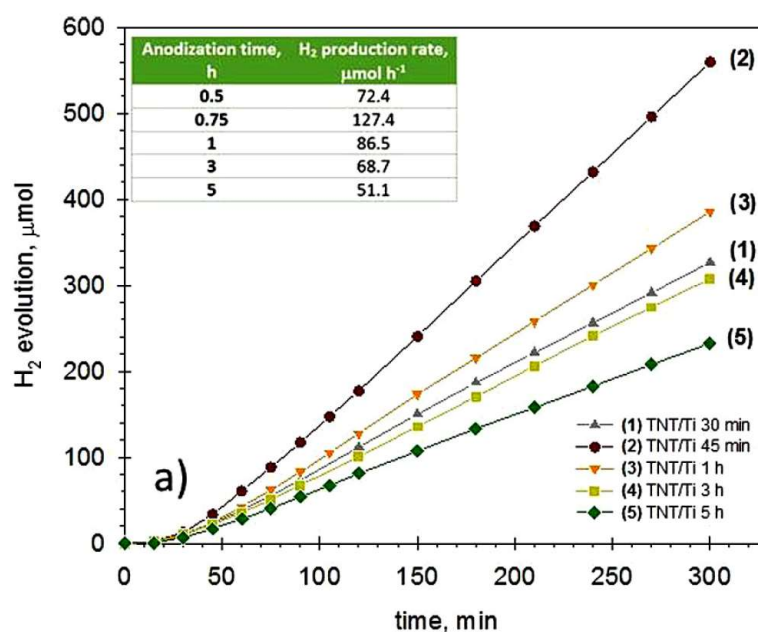 Anodization time, h | H₂ production rate, μmol h⁻¹
0.5 | 72.4
0.75 | 127.4
1 | 86.5
3 | 68.7
5 | 51.1
600
500
400
300
200
100
0
H₂ evolution, μmol
(2)
(3)
(1)
(4)
(5)
a)
(1) TNT/Ti 30 min
(2) TNT/Ti 45 min
(3) TNT/Ti 1 h
(4) TNT/Ti 3 h
(5) TNT/Ti 5 h
0 50 100 150 200 250 300
time, min